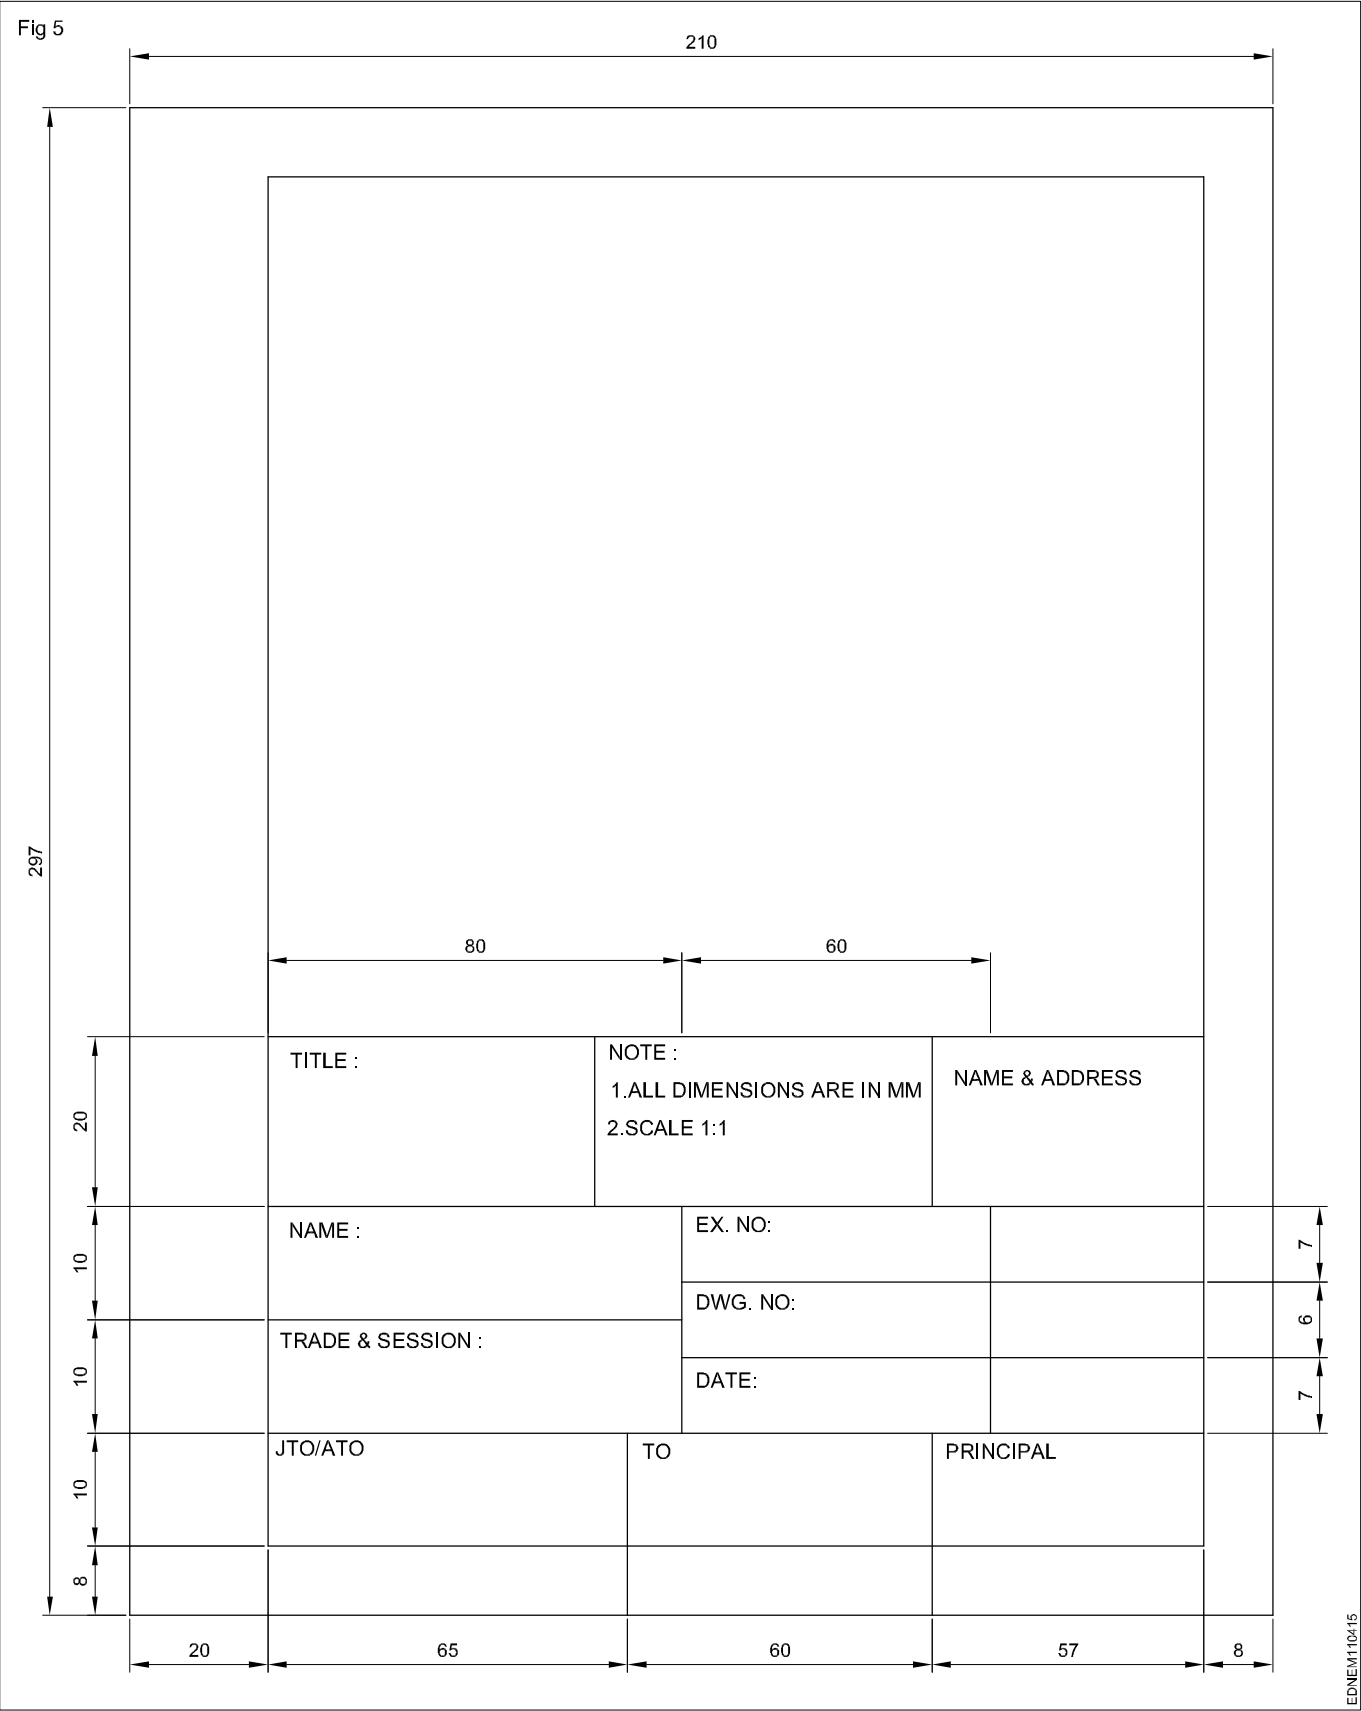 Fig 5
210
297
80
60
TITLE :
NOTE :
1.ALL DIMENSIONS ARE IN MM
2.SCALE 1:1
NAME & ADDRESS
20
NAME :
EX. NO:
7
10
DWG. NO:
6
TRADE & SESSION :
10
DATE:
7
JTO/ATO
TO
PRINCIPAL
10
8
20
65
60
57
8
EDNEM110415